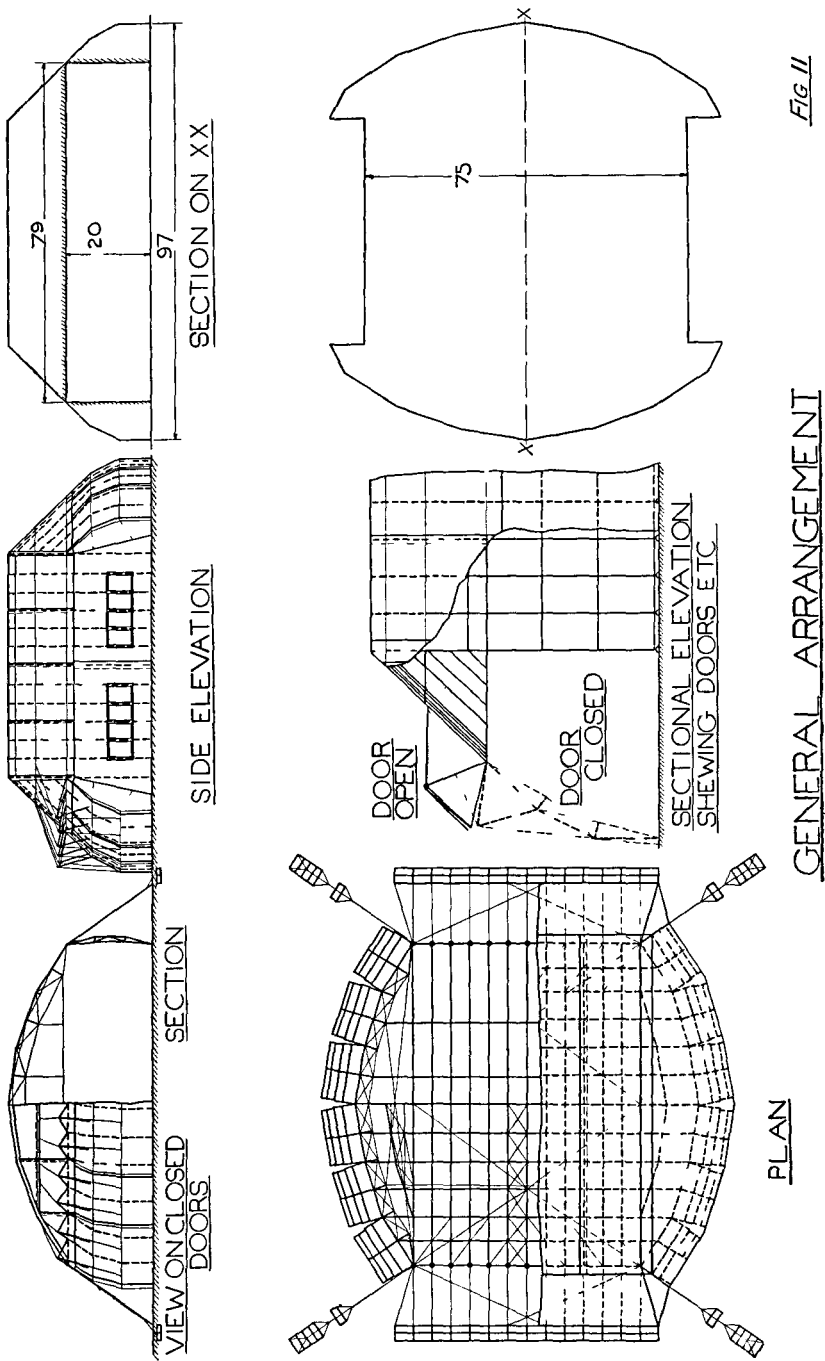 VIEW ON CLOSED
DOORS
SECTION
SIDE ELEVATION
79
20
97
SECTION ON XX
PLAN
DOOR
OPEN
DOOR
CLOSED
SECTIONAL ELEVATION
SHEWING DOORS ETC
X
X
75
GENERAL ARRANGEMENT
FIG 11